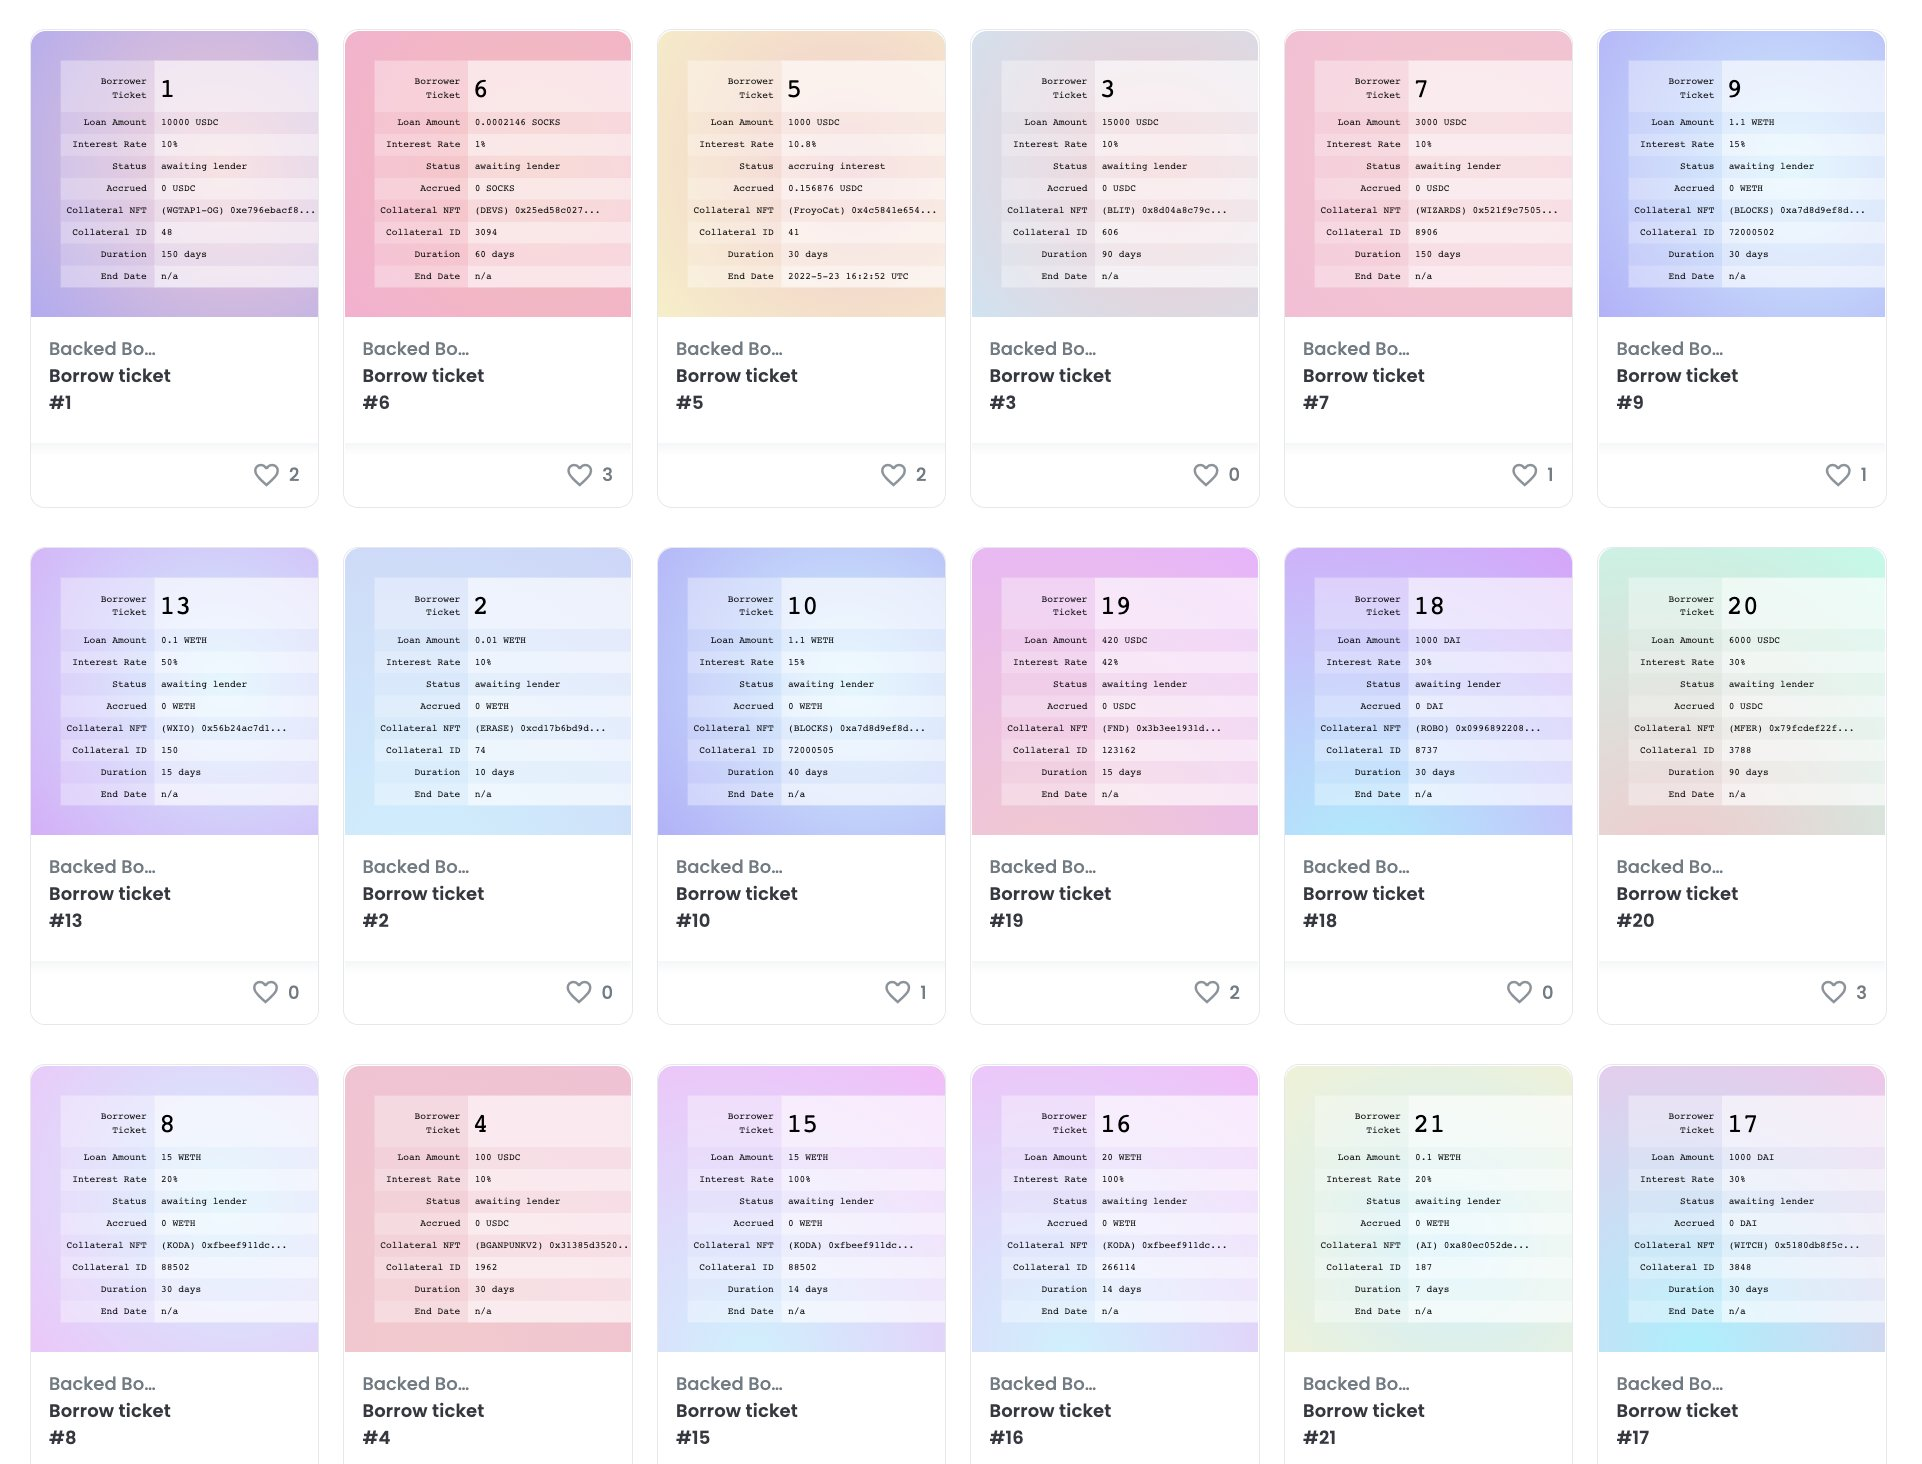 Borrower Ticket 1
Loan Amount 10000 USDC
Interest Rate 10%
Status awaiting lender
Accrued 0 USDC
Collateral NFT (WGTAP1-OG) 0xe796ebacf8...
Collateral ID 48
Duration 150 days
End Date n/a
Backed Bo...
Borrow ticket
#1
2
Borrower Ticket 6
Loan Amount 0.0002146 SOCKS
Interest Rate 1%
Status awaiting lender
Accrued 0 SOCKS
Collateral NFT (DEVS) 0x25ed58c027...
Collateral ID 3094
Duration 60 days
End Date n/a
Backed Bo...
Borrow ticket
#6
3
Borrower Ticket 5
Loan Amount 1000 USDC
Interest Rate 10.8%
Status accruing interest
Accrued 0.156876 USDC
Collateral NFT (FroyoCat) 0x4c5841e654...
Collateral ID 41
Duration 30 days
End Date 2022-5-23 16:2:52 UTC
Backed Bo...
Borrow ticket
#5
2
Borrower Ticket 3
Loan Amount 15000 USDC
Interest Rate 10%
Status awaiting lender
Accrued 0 USDC
Collateral NFT (BLIT) 0x8d04a8c79c...
Collateral ID 606
Duration 90 days
End Date n/a
Backed Bo...
Borrow ticket
#3
0
Borrower Ticket 7
Loan Amount 3000 USDC
Interest Rate 10%
Status awaiting lender
Accrued 0 USDC
Collateral NFT (WIZARDS) 0x521f9c7505...
Collateral ID 8906
Duration 150 days
End Date n/a
Backed Bo...
Borrow ticket
#7
1
Borrower Ticket 9
Loan Amount 1.1 WETH
Interest Rate 15%
Status awaiting lender
Accrued 0 WETH
Collateral NFT (BLOCKS) 0xa7d8d9ef8d...
Collateral ID 72000502
Duration 30 days
End Date n/a
Backed Bo...
Borrow ticket
#9
1
Borrower Ticket 13
Loan Amount 0.1 WETH
Interest Rate 50%
Status awaiting lender
Accrued 0 WETH
Collateral NFT (WXIO) 0x56b24ac7d1...
Collateral ID 150
Duration 15 days
End Date n/a
Backed Bo...
Borrow ticket
#13
0
Borrower Ticket 2
Loan Amount 0.01 WETH
Interest Rate 10%
Status awaiting lender
Accrued 0 WETH
Collateral NFT (ERASE) 0xcd17b6bd9d...
Collateral ID 74
Duration 10 days
End Date n/a
Backed Bo...
Borrow ticket
#2
0
Borrower Ticket 10
Loan Amount 1.1 WETH
Interest Rate 15%
Status awaiting lender
Accrued 0 WETH
Collateral NFT (BLOCKS) 0xa7d8d9ef8d...
Collateral ID 72000505
Duration 40 days
End Date n/a
Backed Bo...
Borrow ticket
#10
1
Borrower Ticket 19
Loan Amount 420 USDC
Interest Rate 42%
Status awaiting lender
Accrued 0 USDC
Collateral NFT (FND) 0x3b3ee1931d...
Collateral ID 123162
Duration 15 days
End Date n/a
Backed Bo...
Borrow ticket
#19
2
Borrower Ticket 18
Loan Amount 1000 DAI
Interest Rate 30%
Status awaiting lender
Accrued 0 DAI
Collateral NFT (ROBO) 0x0996892208...
Collateral ID 8737
Duration 30 days
End Date n/a
Backed Bo...
Borrow ticket
#18
0
Borrower Ticket 20
Loan Amount 6000 USDC
Interest Rate 30%
Status awaiting lender
Accrued 0 USDC
Collateral NFT (MFER) 0x79fcdef22f...
Collateral ID 3788
Duration 90 days
End Date n/a
Backed Bo...
Borrow ticket
#20
3
Borrower Ticket 8
Loan Amount 15 WETH
Interest Rate 20%
Status awaiting lender
Accrued 0 WETH
Collateral NFT (KODA) 0xfbeef911dc...
Collateral ID 88502
Duration 30 days
End Date n/a
Backed Bo...
Borrow ticket
#8
Borrower Ticket 4
Loan Amount 100 USDC
Interest Rate 10%
Status awaiting lender
Accrued 0 USDC
Collateral NFT (BGANPUNKV2) 0x31385d3520..
Collateral ID 1962
Duration 30 days
End Date n/a
Backed Bo...
Borrow ticket
#4
Borrower Ticket 15
Loan Amount 15 WETH
Interest Rate 100%
Status awaiting lender
Accrued 0 WETH
Collateral NFT (KODA) 0xfbeef911dc...
Collateral ID 88502
Duration 14 days
End Date n/a
Backed Bo...
Borrow ticket
#15
Borrower Ticket 16
Loan Amount 20 WETH
Interest Rate 100%
Status awaiting lender
Accrued 0 WETH
Collateral NFT (KODA) 0xfbeef911dc...
Collateral ID 266114
Duration 14 days
End Date n/a
Backed Bo...
Borrow ticket
#16
Borrower Ticket 21
Loan Amount 0.1 WETH
Interest Rate 20%
Status awaiting lender
Accrued 0 WETH
Collateral NFT (AI) 0xa80ec052de...
Collateral ID 187
Duration 7 days
End Date n/a
Backed Bo...
Borrow ticket
#21
Borrower Ticket 17
Loan Amount 1000 DAI
Interest Rate 30%
Status awaiting lender
Accrued 0 DAI
Collateral NFT (WITCH) 0x5180db8f5c...
Collateral ID 3848
Duration 30 days
End Date n/a
Backed Bo...
Borrow ticket
#17